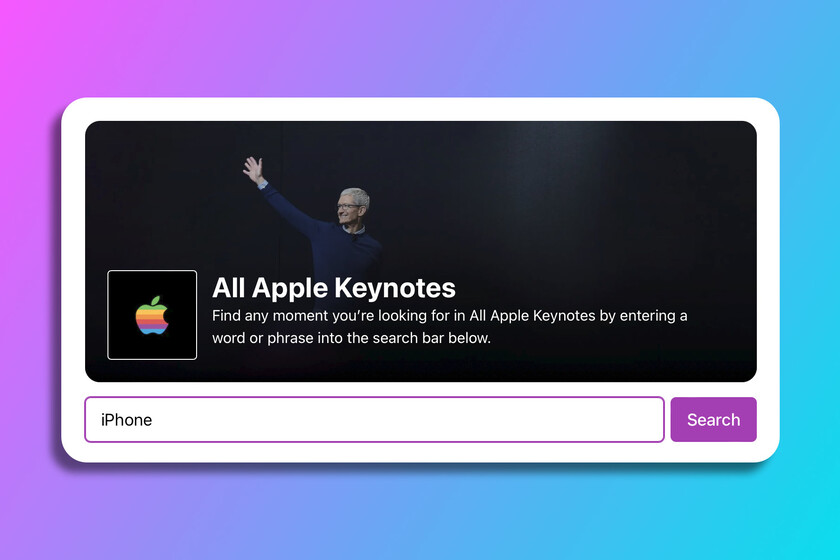 All Apple Keynotes
Find any moment you’re looking for in All Apple Keynotes by entering a
word or phrase into the search bar below.
iPhone
Search